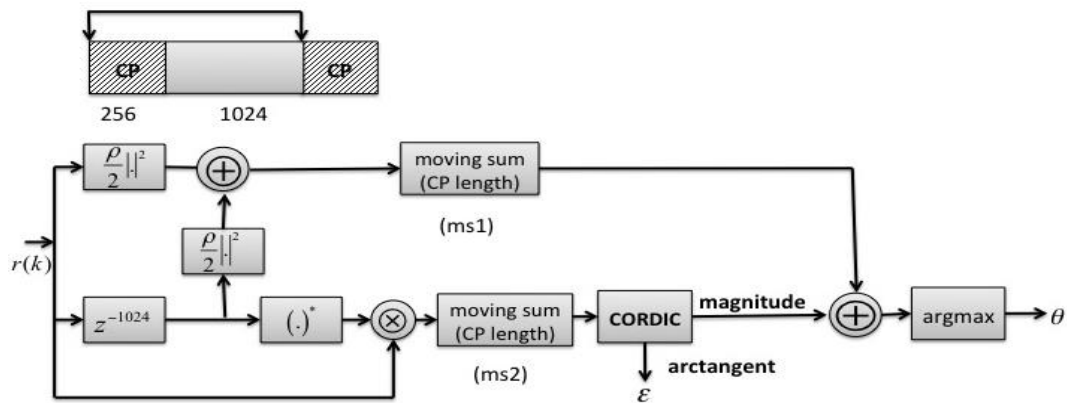 CP CP
256 1024
ρ/2|.|² moving sum
(CP length)
(ms1)
ρ/2|.|²
r(k)
z⁻¹⁰²⁴ (.)* moving sum
(CP length) CORDIC magnitude argmax θ
(ms2) arctangent
ε